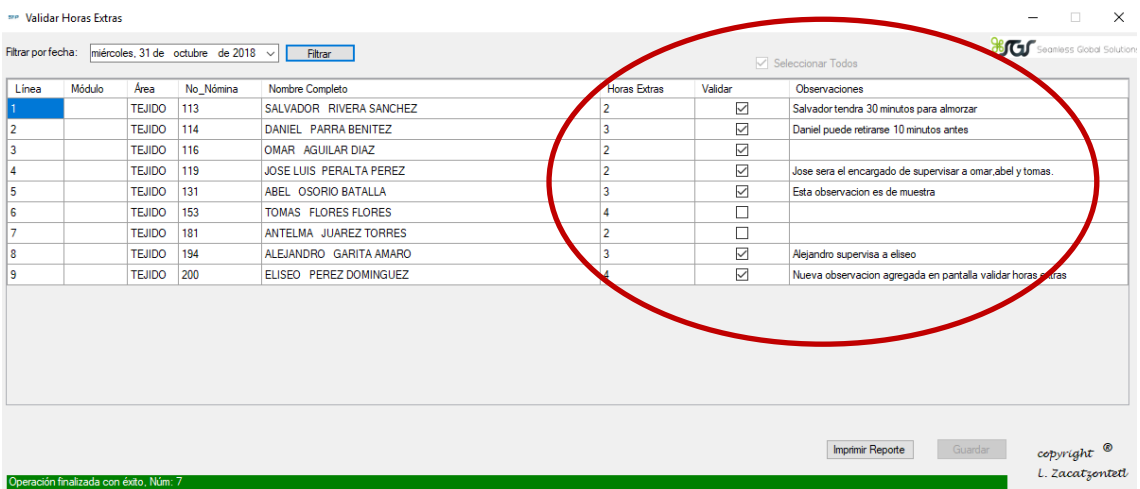 Validar Horas Extras
Filtrar por fecha: miércoles, 31 de octubre de 2018 Filtrar
SGS Seamless Global Solutions
Seleccionar Todos
Línea Módulo Área No_Nómina Nombre Completo Horas Extras Validar Observaciones
1 TEJIDO 113 SALVADOR RIVERA SANCHEZ 2 Salvador tendra 30 minutos para almorzar
2 TEJIDO 114 DANIEL PARRA BENITEZ 3 Daniel puede retirarse 10 minutos antes
3 TEJIDO 116 OMAR AGUILAR DIAZ 2
4 TEJIDO 119 JOSE LUIS PERALTA PEREZ 2 Jose sera el encargado de supervisar a omar,abel y tomas.
5 TEJIDO 131 ABEL OSORIO BATALLA 3 Esta observacion es de muestra
6 TEJIDO 153 TOMAS FLORES FLORES 4
7 TEJIDO 181 ANTELMA JUAREZ TORRES 2
8 TEJIDO 194 ALEJANDRO GARITA AMARO 3 Alejandro supervisa a eliseo
9 TEJIDO 200 ELISEO PEREZ DOMINGUEZ 4 Nueva observacion agregada en pantalla validar horas extras
Imprimir Reporte Guardar
copyright ®
L. Zacatzontetl
Operación finalizada con éxito, Núm: 7